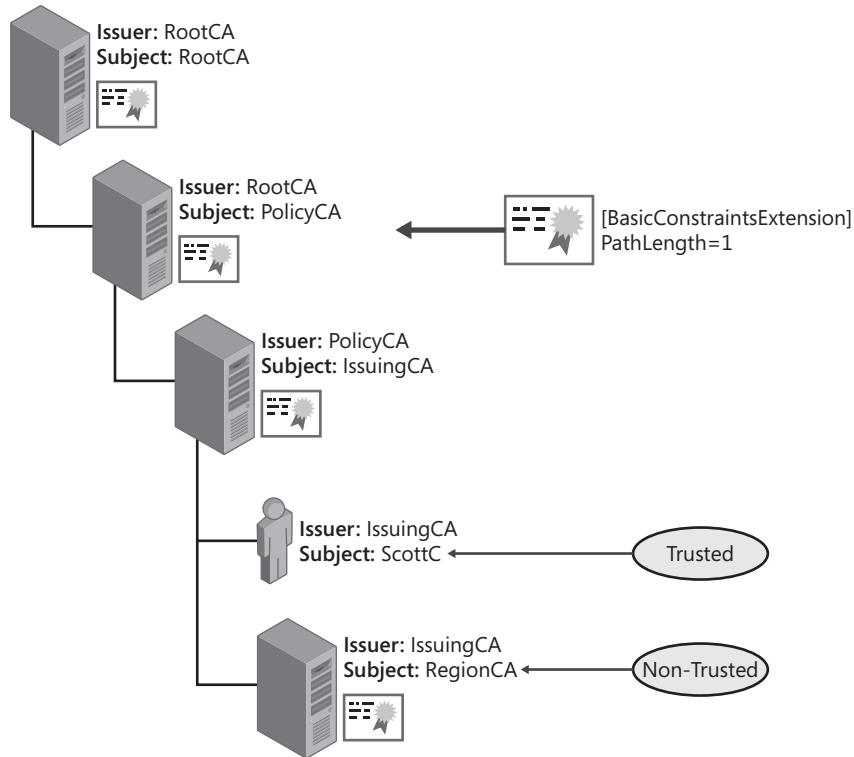 Issuer: RootCA
Subject: RootCA
Issuer: RootCA
Subject: PolicyCA
[BasicConstraintsExtension]
PathLength=1
Issuer: PolicyCA
Subject: IssuingCA
Issuer: IssuingCA
Subject: ScottC
Trusted
Issuer: IssuingCA
Subject: RegionCA
Non-Trusted